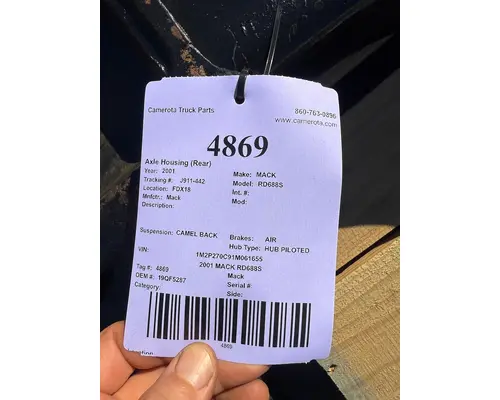 Camerota Truck Parts 860-763-0896
www.camerota.com
4869
Axle Housing (Rear)
Year: 2001 Make: MACK
Tracking #: J911-442 Model: RD688S
Location: FDX18 Int. #:
Mnfctr.: Mack Mod:
Description:
Suspension: CAMEL BACK Brakes: AIR
Hub Type: HUB PILOTED
VIN: 1M2P270C91M061655
2001 MACK RD688S
Tag #: 4869 Mack
OEM #: 19QF5287 Serial #:
Category: Side:
4869